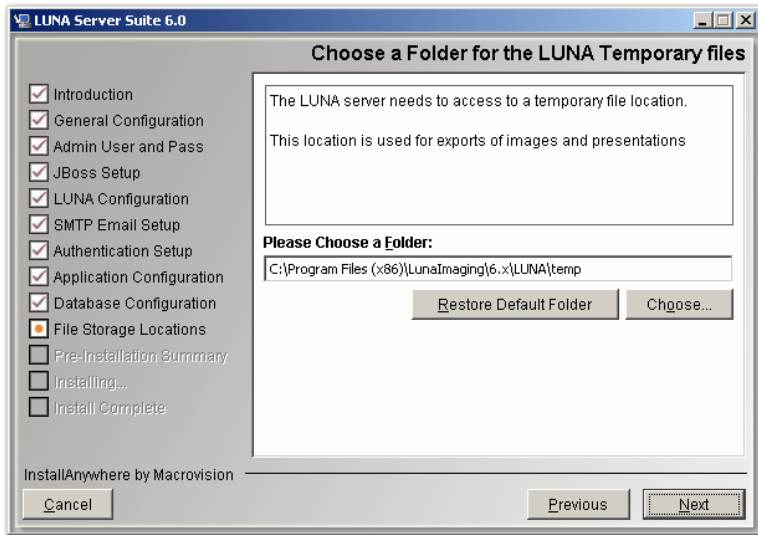 LUNA Server Suite 6.0
Choose a Folder for the LUNA Temporary files
Introduction
General Configuration
Admin User and Pass
JBoss Setup
LUNA Configuration
SMTP Email Setup
Authentication Setup
Application Configuration
Database Configuration
File Storage Locations
Pre-Installation Summary
Installing...
Install Complete
The LUNA server needs to access to a temporary file location.
This location is used for exports of images and presentations
Please Choose a Folder:
C:\Program Files (x86)\LunaImaging\6.x\LUNA\temp
Restore Default Folder
Choose...
InstallAnywhere by Macrovision
Cancel
Previous
Next